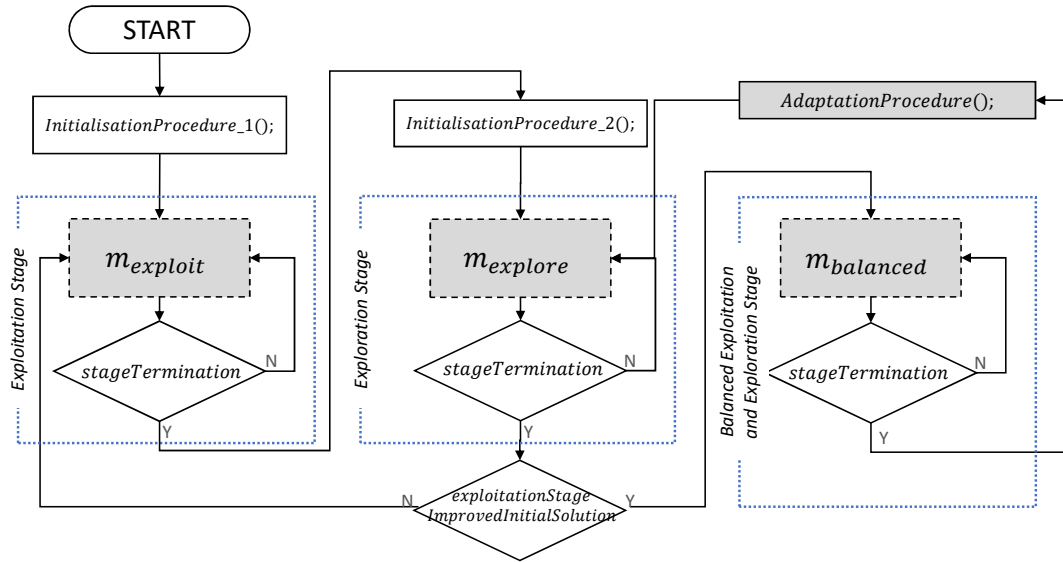 START
InitialisationProcedure_1();
InitialisationProcedure_2();
AdaptationProcedure();
Exploitation Stage
m_exploit
stageTermination
N
Y
Exploration Stage
m_explore
stageTermination
N
Y
Balanced Exploitation
and Exploration Stage
m_balanced
stageTermination
N
Y
N
exploitationStage
ImprovedInitialSolution
Y